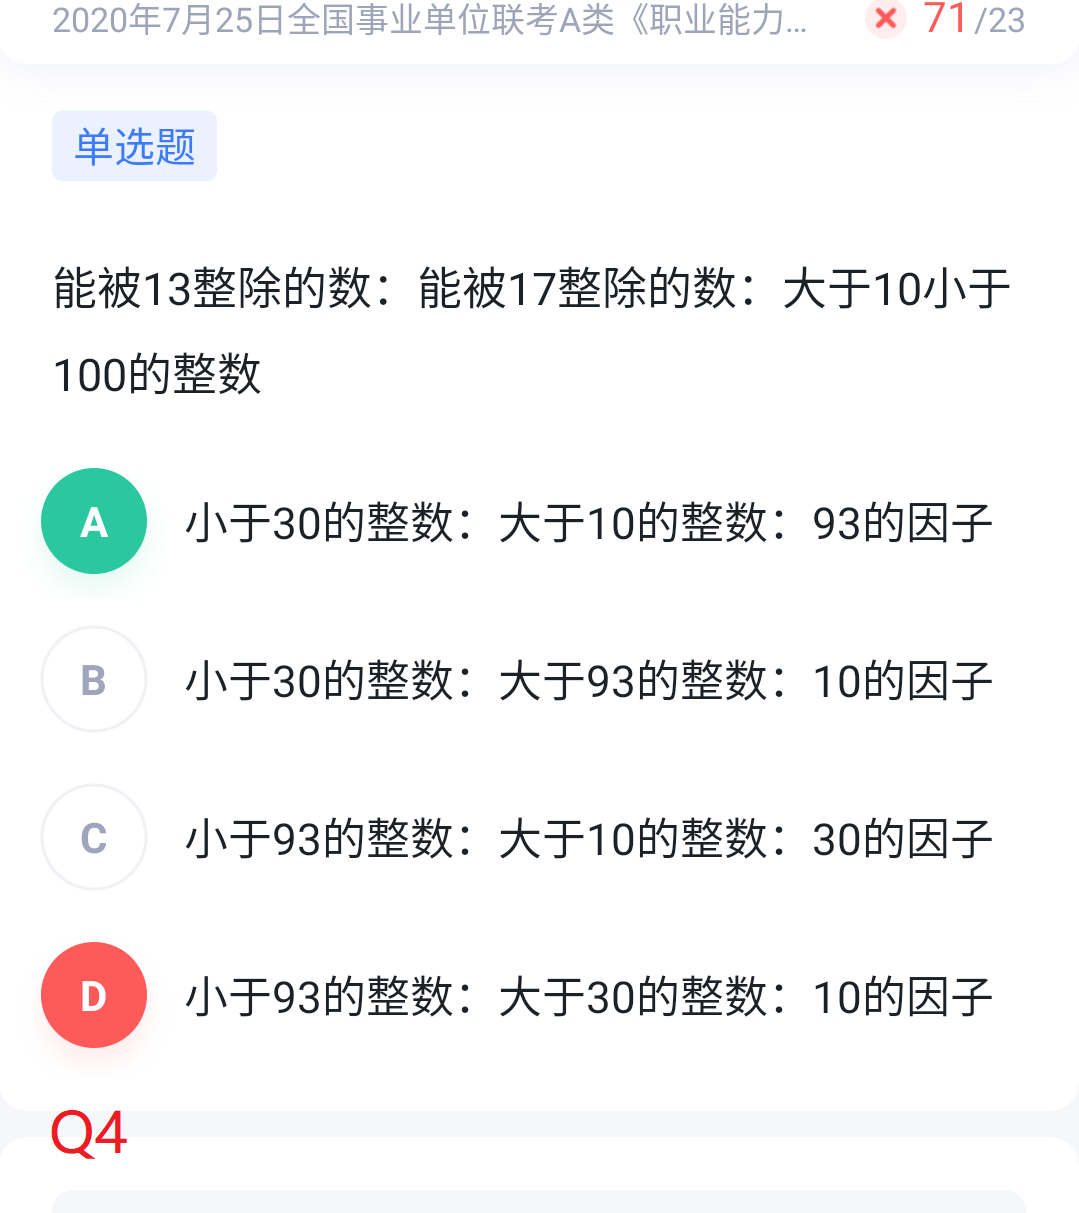 2020年7月25日全国事业单位联考A类《职业能力... 71/23
单选题
能被13整除的数：能被17整除的数：大于10小于
100的整数
A 小于30的整数：大于10的整数：93的因子
B 小于30的整数：大于93的整数：10的因子
C 小于93的整数：大于10的整数：30的因子
D 小于93的整数：大于30的整数：10的因子
Q4